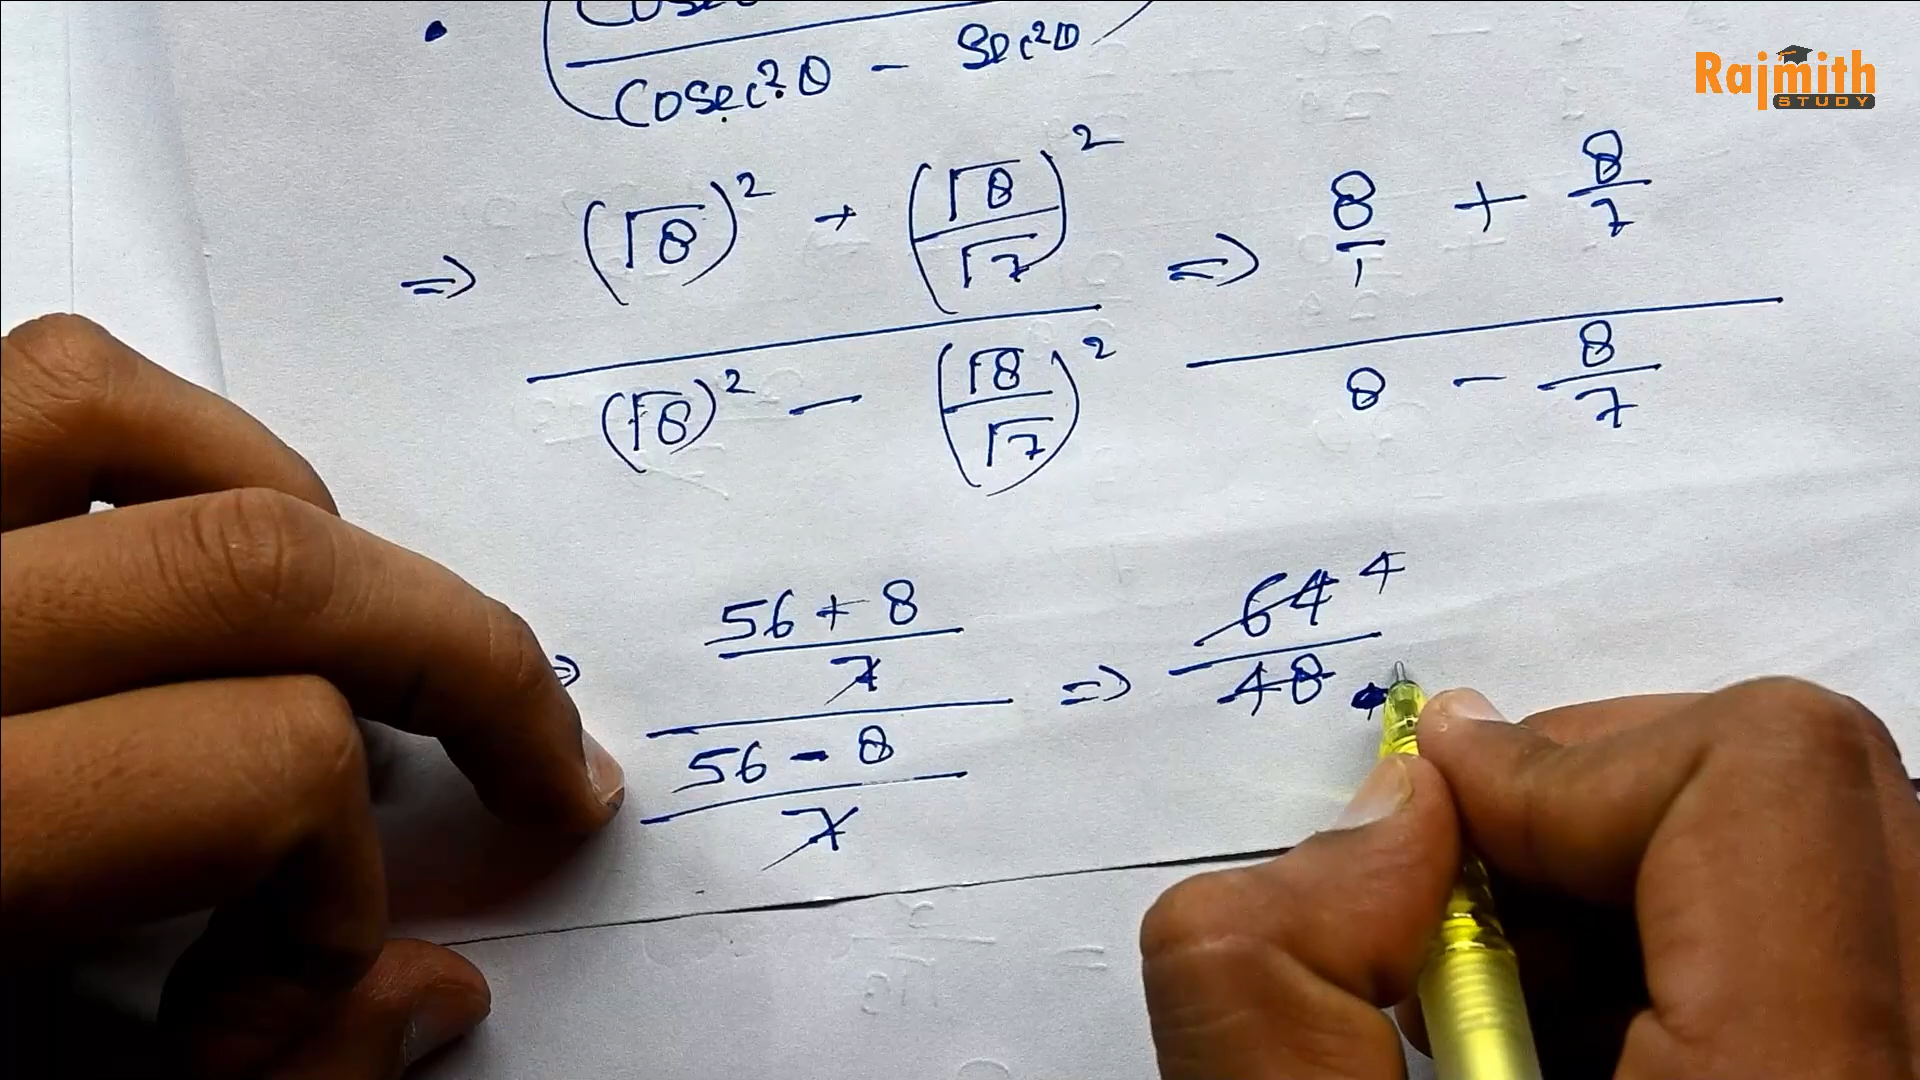 Rajmith
STUDY
Cosec²θ - Sec²θ
⇒ (√8)² + (√8/√7)² / (√8)² - (√8/√7)² ⇒ 8/1 + 8/7 / 8 - 8/7
⇒ 56 + 8 / 7 / 56 - 8 / 7 ⇒ 64 4 / 48